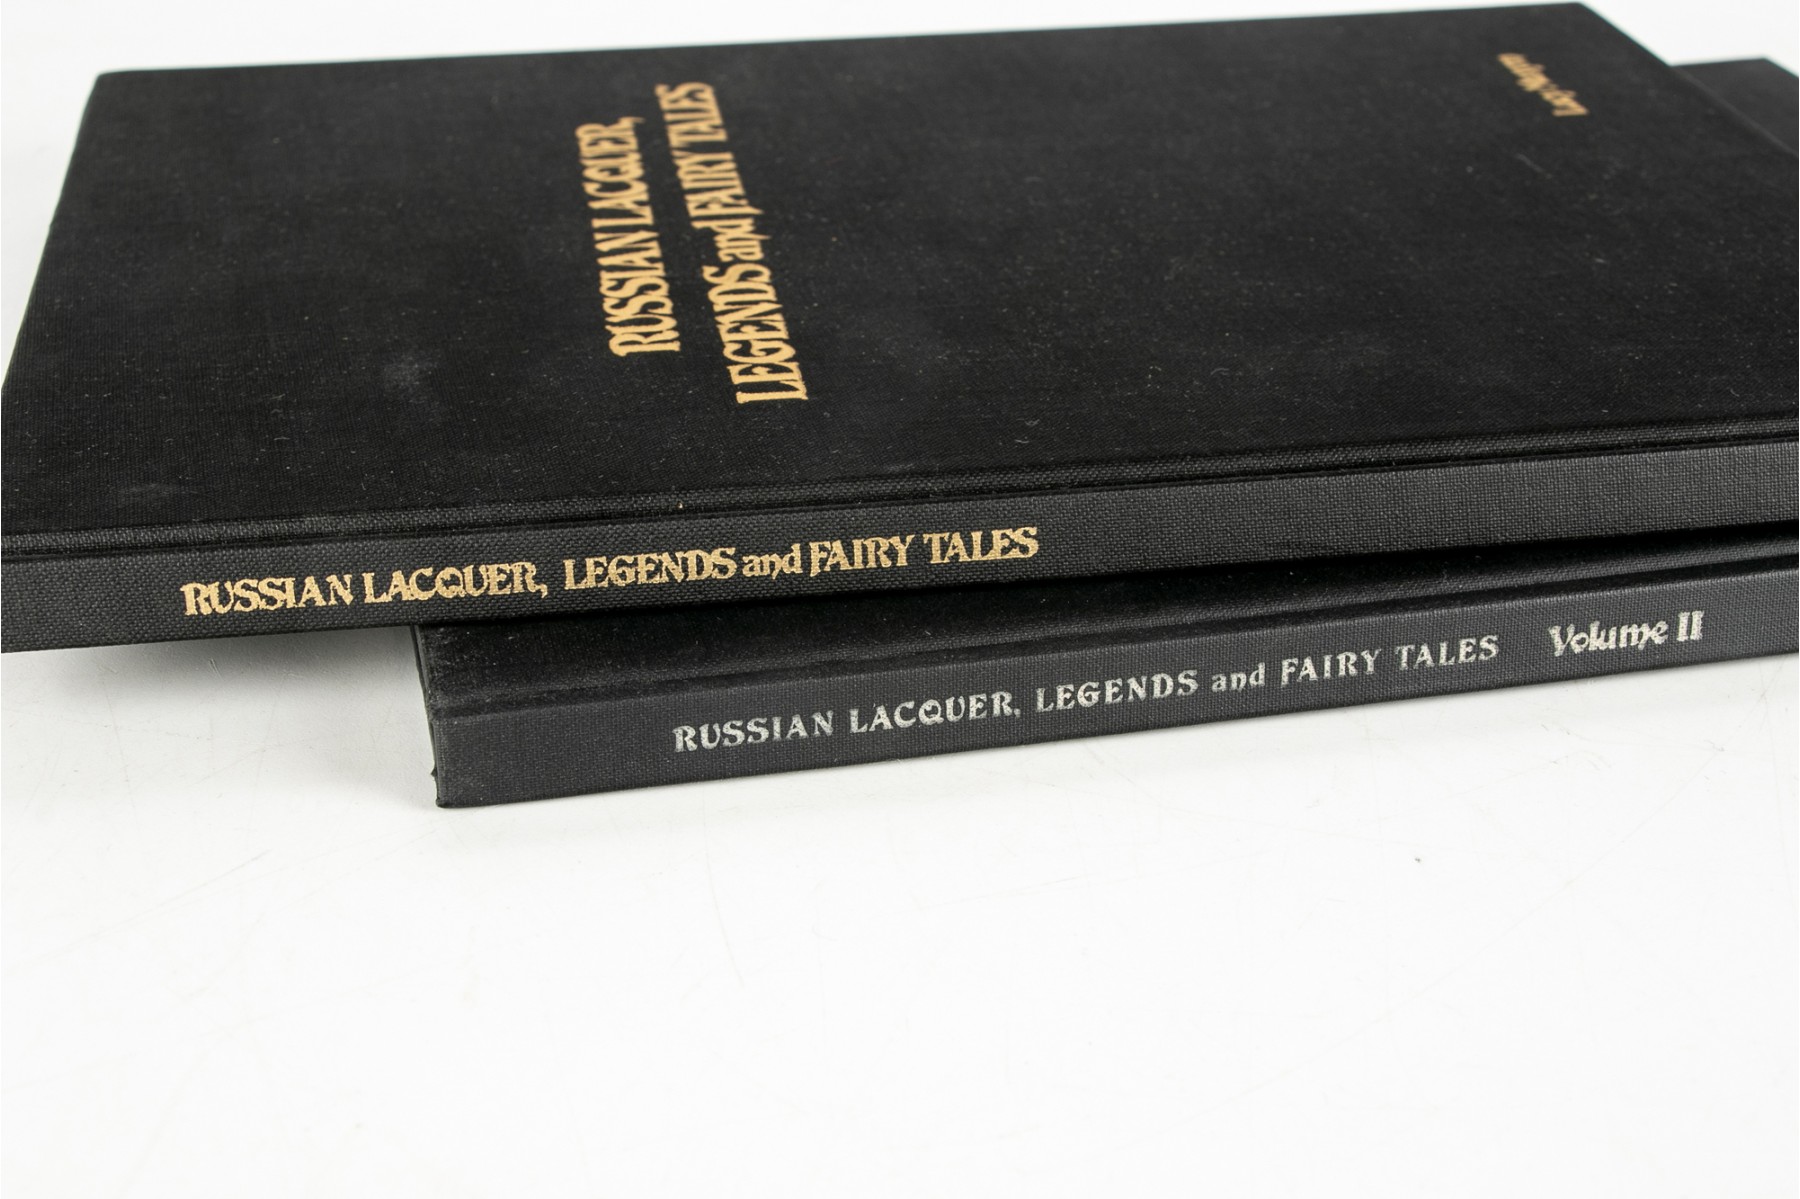 RUSSIAN LACQUER,
LEGENDS and FAIRY TALES
RUSSIAN LACQUER, LEGENDS and FAIRY TALES
RUSSIAN LACQUER, LEGENDS and FAIRY TALES Volume II